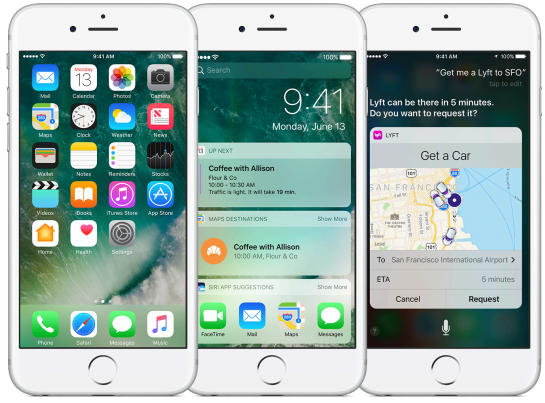 9:41 AM
100%
Monday
13
Mail
Calendar
Photos
Camera
Maps
Clock
Weather
News
Wallet
Notes
Reminders
Stocks
Videos
iBooks
iTunes Store
App Store
Home
Health
Settings
Phone
Safari
Messages
Music
9:41 AM
100%
Search
9:41
Monday, June 13
UP NEXT
Coffee with Allison
Flour & Co
10:00 - 10:30 AM
Traffic is light. It will take 19 min.
MAPS DESTINATIONS
Show More
Coffee with Allison
10:00 AM, Flour & Co
SIRI APP SUGGESTIONS
Show More
FaceTime
Mail
Maps
Messages
9:41 AM
100%
“Get me a Lyft to SFO”
tap to edit
Lyft can be there in 5 minutes.
Do you want to request it?
LYFT
Get a Car
101
80
SAN FRANCISCO
101
To San Francisco International Airport >
ETA 5 minutes
Cancel
Request